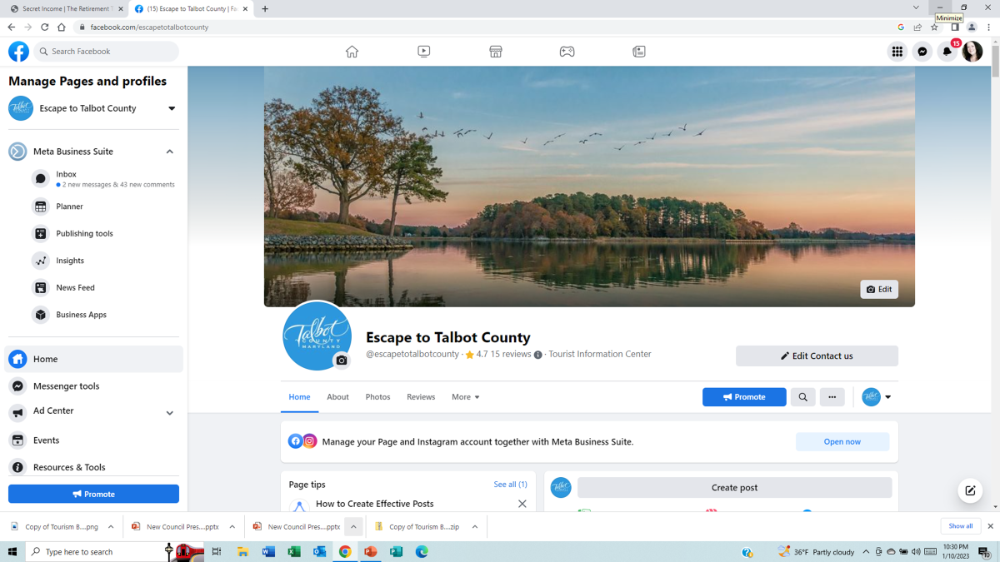 Secret Income | The Retirement T
(15) Escape to Talbot County | Fa
Minimize
facebook.com/escapetotalbotcounty
Search Facebook
15
Manage Pages and profiles
Escape to Talbot County
Meta Business Suite
Inbox
2 new messages & 43 new comments
Planner
Publishing tools
Insights
News Feed
Business Apps
Home
Messenger tools
Ad Center
Events
Resources & Tools
Promote
Edit
Talbot
COUNTY
MARYLAND
Escape to Talbot County
@escapetotalbotcounty · 4.7 15 reviews · Tourist Information Center
Edit Contact us
Home
About
Photos
Reviews
More
Promote
Manage your Page and Instagram account together with Meta Business Suite.
Open now
Page tips
See all (1)
How to Create Effective Posts
Create post
Copy of Tourism B....png
New Council Pres....pptx
New Council Pres....pptx
Copy of Tourism B....zip
Show all
Type here to search
36°F Partly cloudy
10:30 PM
1/10/2023